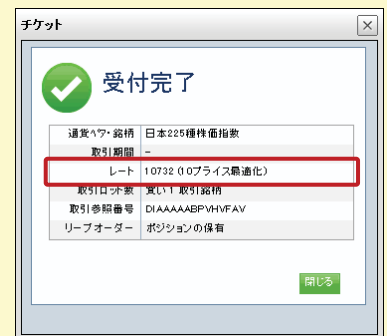 チケット
受付完了
通貨ペア・銘柄 日本225種株価指数
取引期間 -
レート 10732 (10プライス最適化)
取引ロット数 買い 1 取引銘柄
取引参照番号 DIAAAAABPVHVFAV
リーブオーダー ポジションの保有
閉じる